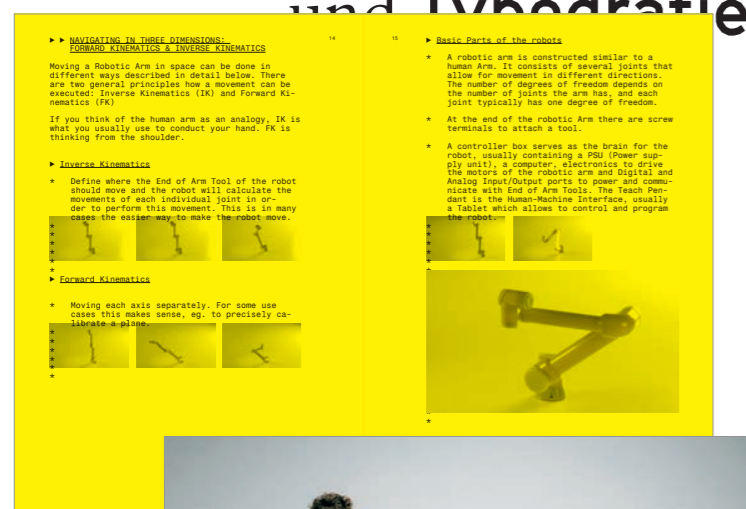 und Typografie
► ► NAVIGATING IN THREE DIMENSIONS:
FORWARD KINEMATICS & INVERSE KINEMATICS
14
Moving a Robotic Arm in space can be done in
different ways described in detail below. There
are two general principles how a movement can be
executed: Inverse Kinematics (IK) and Forward Ki-
nematics (FK)
If you think of the human arm as an analogy, IK is
what you usually use to conduct your hand. FK is
thinking from the shoulder.
► Inverse Kinematics
* Define where the End of Arm Tool of the robot
should move and the robot will calculate the
movements of each individual joint in or-
der to perform this movement. This is in many
cases the easier way to make the robot move.
*
*
*
*
*
*
► Forward Kinematics
* Moving each axis separately. For some use
cases this makes sense, eg. to precisely ca-
librate a plane.
*
*
*
*
*
*
15
► Basic Parts of the robots
* A robotic arm is constructed similar to a
human Arm. It consists of several joints that
allow for movement in different directions.
The number of degrees of freedom depends on
the number of joints the arm has, and each
joint typically has one degree of freedom.
* At the end of the robotic Arm there are screw
terminals to attach a tool.
* A controller box serves as the brain for the
robot, usually containing a PSU (Power sup-
ply unit), a computer, electronics to drive
the motors of the robotic arm and Digital and
Analog Input/Output ports to power and commu-
nicate with End of Arm Tools. The Teach Pen-
dant is the Human-Machine Interface, usually
a Tablet which allows to control and program
the robot.
*
*
*
*
*
*
*